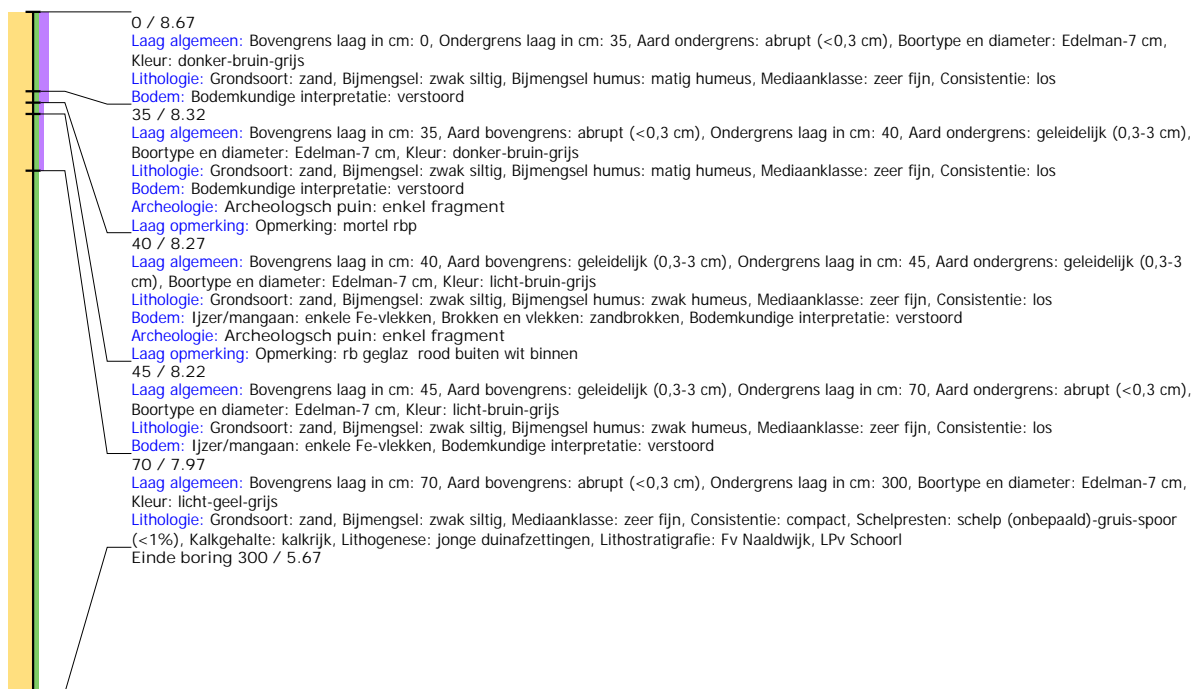 0 / 8.67
Laag algemeen: Bovengrens laag in cm: 0, Ondergrens laag in cm: 35, Aard ondergrens: abrupt (<0,3 cm), Boortype en diameter: Edelman-7 cm,
Kleur: donker-bruin-grijs
Lithologie: Grondsoort: zand, Bijmengsel: zwak siltig, Bijmengsel humus: matig humeus, Mediaanklasse: zeer fijn, Consistentie: los
Bodem: Bodemkundige interpretatie: verstoord
35 / 8.32
Laag algemeen: Bovengrens laag in cm: 35, Aard bovengrens: abrupt (<0,3 cm), Ondergrens laag in cm: 40, Aard ondergrens: geleidelijk (0,3-3 cm),
Boortype en diameter: Edelman-7 cm, Kleur: donker-bruin-grijs
Lithologie: Grondsoort: zand, Bijmengsel: zwak siltig, Bijmengsel humus: matig humeus, Mediaanklasse: zeer fijn, Consistentie: los
Bodem: Bodemkundige interpretatie: verstoord
Archeologie: Archeologsch puin: enkel fragment
Laag opmerking: Opmerking: mortel rbp
40 / 8.27
Laag algemeen: Bovengrens laag in cm: 40, Aard bovengrens: geleidelijk (0,3-3 cm), Ondergrens laag in cm: 45, Aard ondergrens: geleidelijk (0,3-3
cm), Boortype en diameter: Edelman-7 cm, Kleur: licht-bruin-grijs
Lithologie: Grondsoort: zand, Bijmengsel: zwak siltig, Bijmengsel humus: zwak humeus, Mediaanklasse: zeer fijn, Consistentie: los
Bodem: Ijzer/mangaan: enkele Fe-vlekken, Brokken en vlekken: zandbrokken, Bodemkundige interpretatie: verstoord
Archeologie: Archeologsch puin: enkel fragment
Laag opmerking: Opmerking: rb geglaz rood buiten wit binnen
45 / 8.22
Laag algemeen: Bovengrens laag in cm: 45, Aard bovengrens: geleidelijk (0,3-3 cm), Ondergrens laag in cm: 70, Aard ondergrens: abrupt (<0,3 cm),
Boortype en diameter: Edelman-7 cm, Kleur: licht-bruin-grijs
Lithologie: Grondsoort: zand, Bijmengsel: zwak siltig, Bijmengsel humus: zwak humeus, Mediaanklasse: zeer fijn, Consistentie: los
Bodem: Ijzer/mangaan: enkele Fe-vlekken, Bodemkundige interpretatie: verstoord
70 / 7.97
Laag algemeen: Bovengrens laag in cm: 70, Aard bovengrens: abrupt (<0,3 cm), Ondergrens laag in cm: 300, Boortype en diameter: Edelman-7 cm,
Kleur: licht-geel-grijs
Lithologie: Grondsoort: zand, Bijmengsel: zwak siltig, Mediaanklasse: zeer fijn, Consistentie: compact, Schelpresten: schelp (onbepaald)-gruis-spoor
(<1%), Kalkgehalte: kalkrijk, Lithogenese: jonge duinafzettingen, Lithostratigrafie: Fv Naaldwijk, LPv Schoorl
Einde boring 300 / 5.67